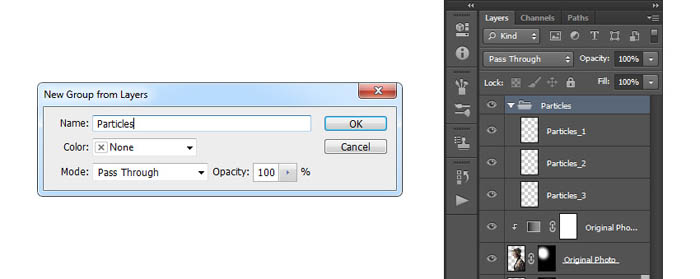 New Group from Layers
Name: Particles
OK
Color: None
Cancel
Mode: Pass Through Opacity: 100 %
Layers Channels Paths
Kind
Pass Through Opacity: 100%
Lock: Fill: 100%
Particles
Particles_1
Particles_2
Particles_3
Original Pho...
Original Photo